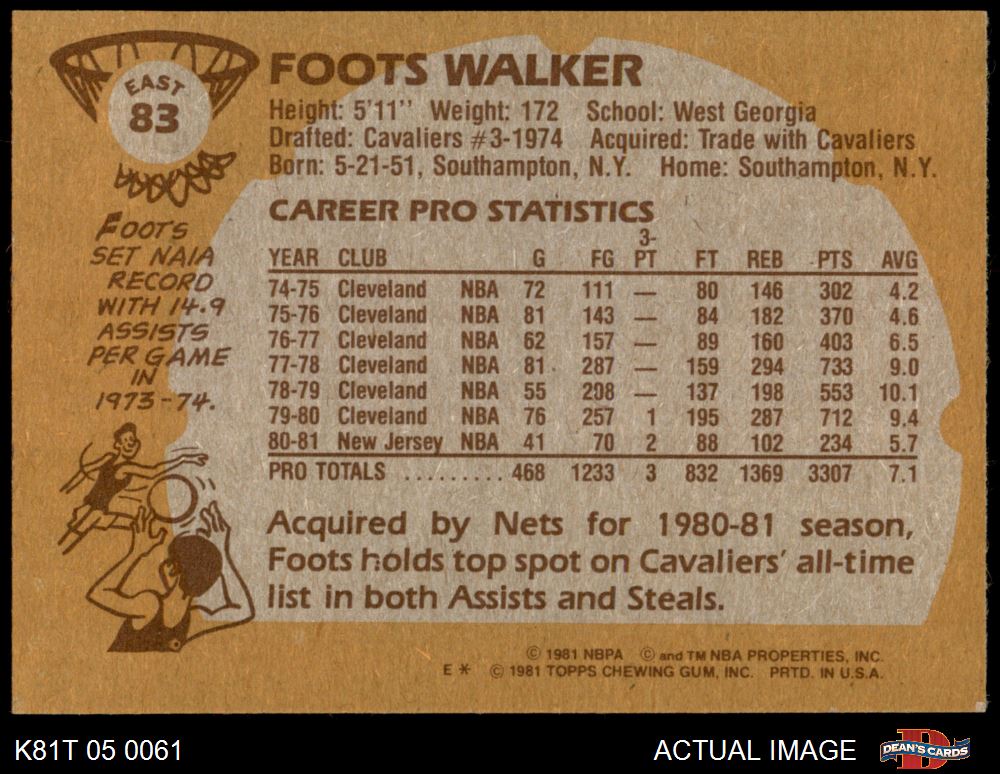 EAST
83
FOOTS WALKER
Height: 5'11'' Weight: 172 School: West Georgia
Drafted: Cavaliers #3-1974 Acquired: Trade with Cavaliers
Born: 5-21-51, Southampton, N.Y. Home: Southampton, N.Y.
FOOTS
SET NAIA
RECORD
WITH 14.9
ASSISTS
PER GAME
IN
1973-74.
CAREER PRO STATISTICS
YEAR CLUB G FG 3-PT FT REB PTS AVG
74-75 Cleveland NBA 72 111 — 80 146 302 4.2
75-76 Cleveland NBA 81 143 — 84 182 370 4.6
76-77 Cleveland NBA 62 157 — 89 160 403 6.5
77-78 Cleveland NBA 81 287 — 159 294 733 9.0
78-79 Cleveland NBA 55 208 — 137 198 553 10.1
79-80 Cleveland NBA 76 257 1 195 287 712 9.4
80-81 New Jersey NBA 41 70 2 88 102 234 5.7
PRO TOTALS ......... 468 1233 3 832 1369 3307 7.1
Acquired by Nets for 1980-81 season,
Foots holds top spot on Cavaliers' all-time
list in both Assists and Steals.
© 1981 NBPA © and TM NBA PROPERTIES, INC.
E * © 1981 TOPPS CHEWING GUM, INC. PRTD. IN U.S.A.
K81T 05 0061 ACTUAL IMAGE DEAN'S CARDS